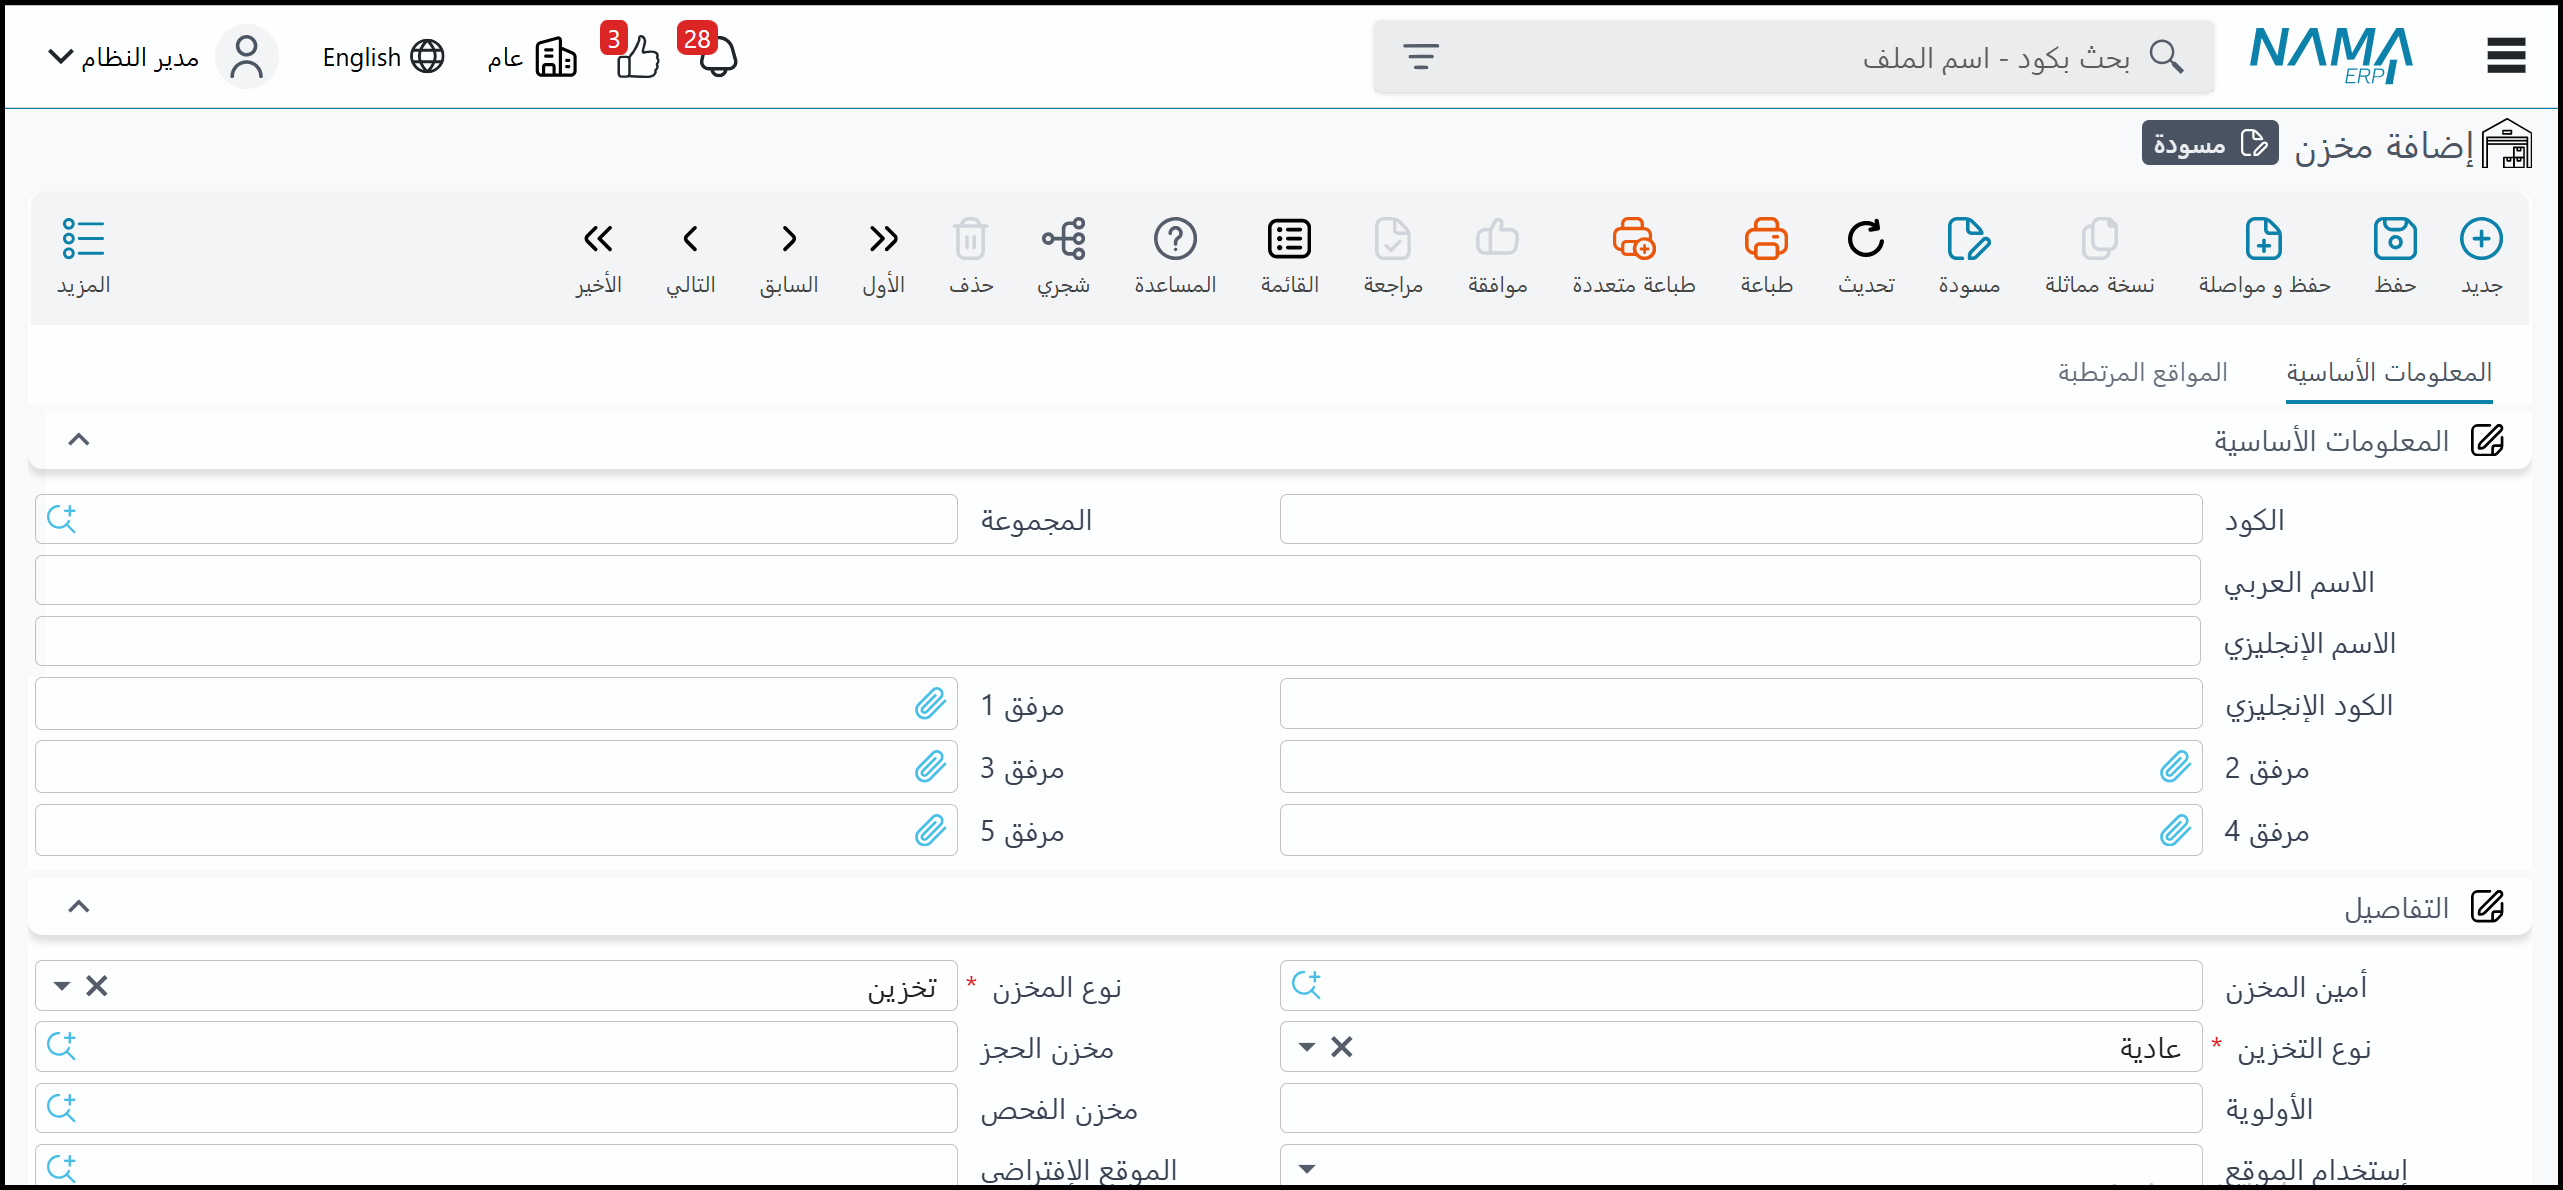 NAMA ERP
بحث بكود - اسم الملف
28
3
عام
English
مدير النظام
إضافة مخزن
مسودة
جديد
حفظ
حفظ و مواصلة
نسخة مماثلة
مسودة
تحديث
طباعة
طباعة متعددة
موافقة
مراجعة
القائمة
المساعدة
شجري
حذف
الأول
السابق
التالي
الأخير
المزيد
المعلومات الأساسية
المواقع المرتطبة
المعلومات الأساسية
الكود
المجموعة
الاسم العربي
الاسم الإنجليزي
الكود الإنجليزي
مرفق 1
مرفق 2
مرفق 3
مرفق 4
مرفق 5
التفاصيل
أمين المخزن
نوع المخزن *
تخزين
نوع التخزين *
عادية
مخزن الحجز
الأولوية
مخزن الفحص
إستخدام الموقع
الموقع الإفتراضي